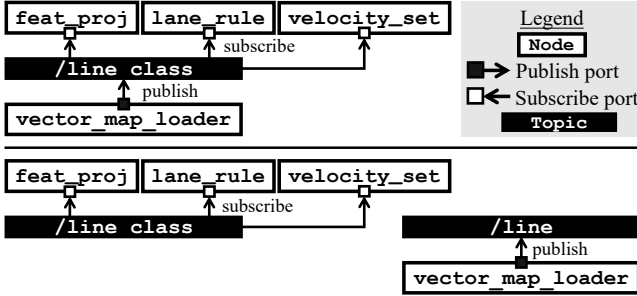 feat_proj lane_rule velocity_set
subscribe
/line class
publish
vector_map_loader
Legend
Node
Publish port
Subscribe port
Topic
feat_proj lane_rule velocity_set
subscribe
/line class /line
publish
vector_map_loader